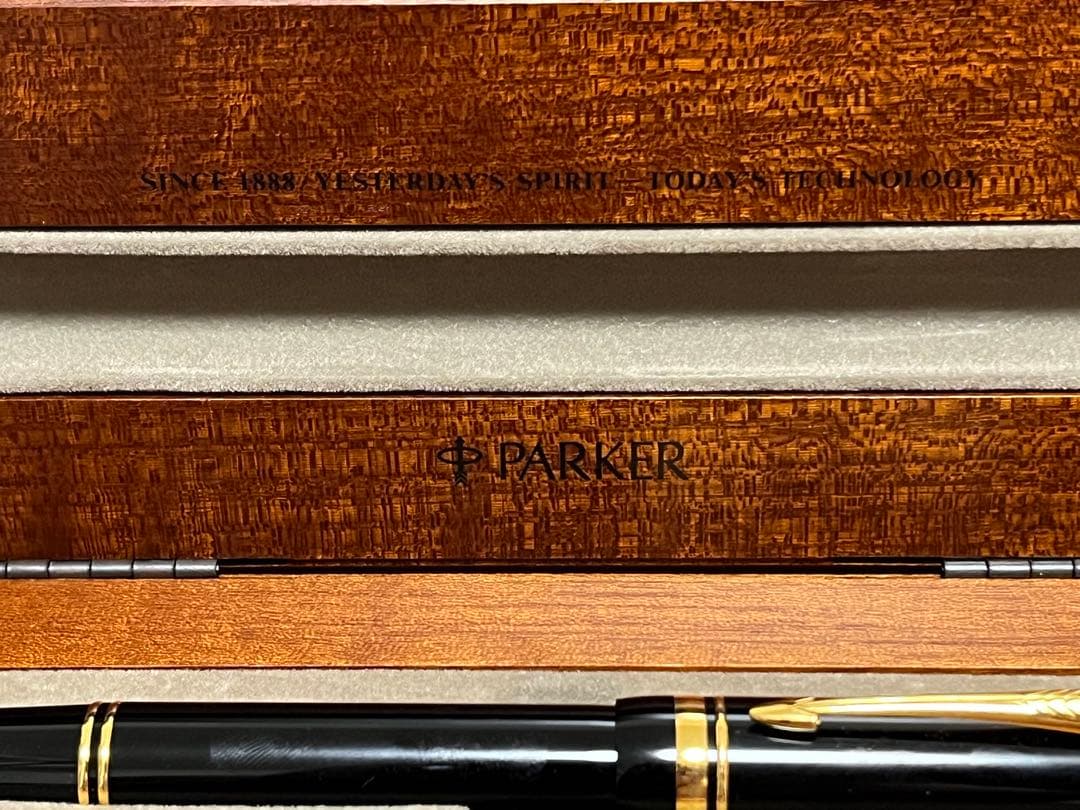 SINCE 1888/YESTERDAY'S SPIRIT – TODAY'S TECHNOLOGY
PARKER